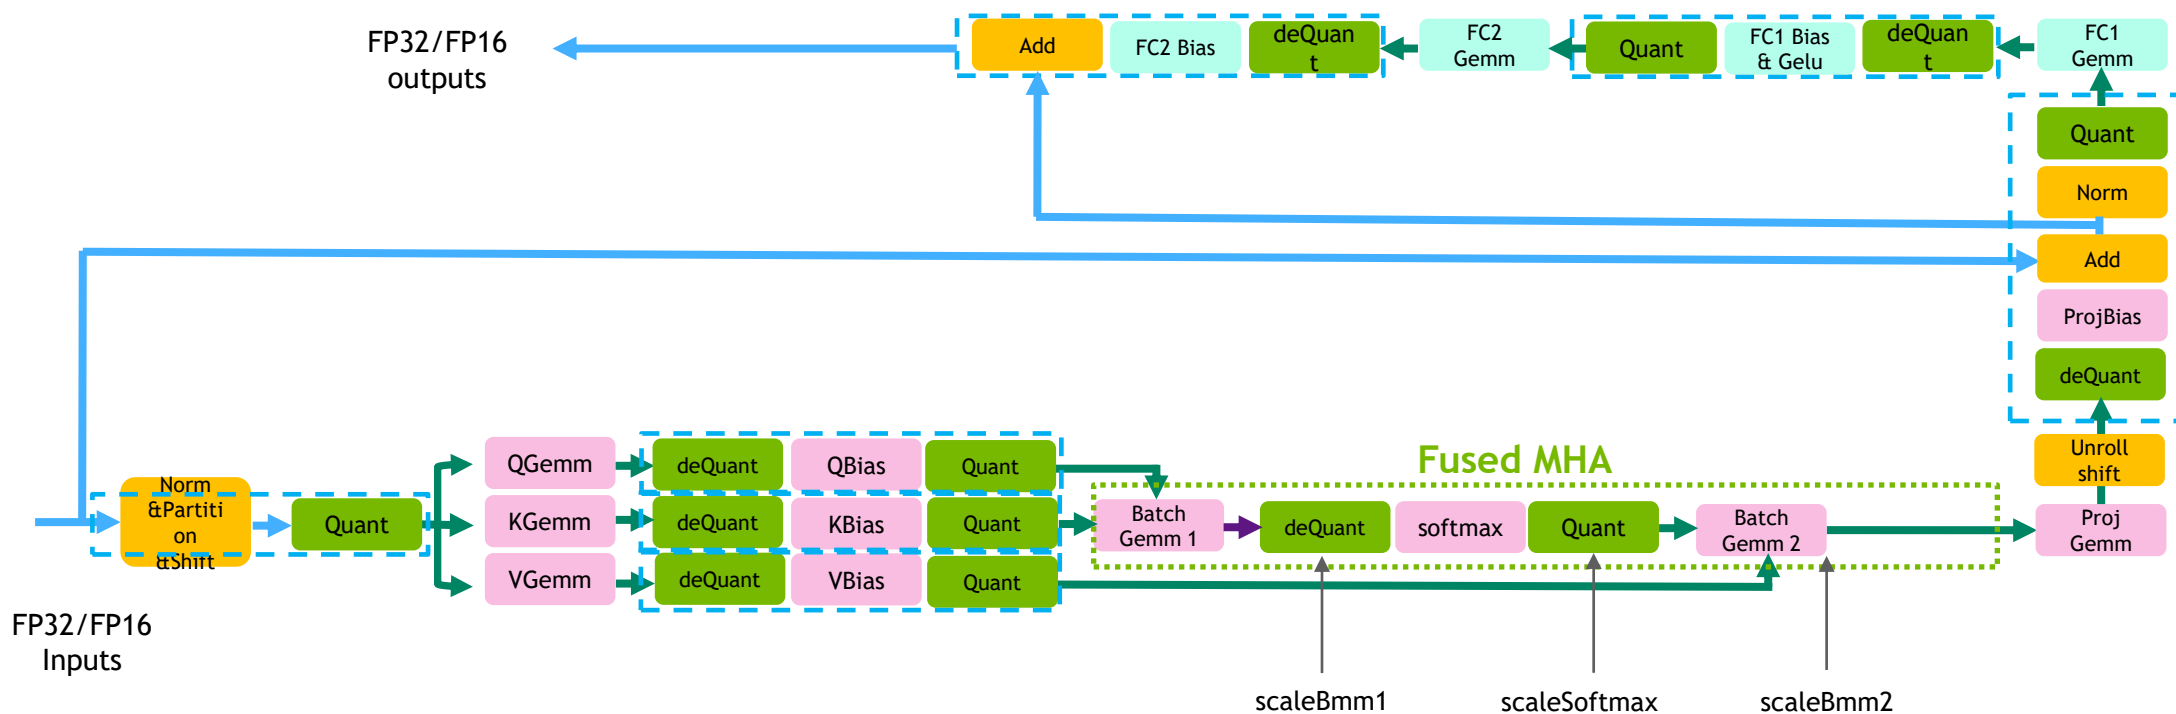 FP32/FP16
outputs
Add
FC2 Bias
deQuan
t
FC2
Gemm
Quant
FC1 Bias
& Gelu
deQuan
t
FC1
Gemm
Quant
Norm
Add
ProjBias
deQuant
Unroll
shift
Proj
Gemm
Fused MHA
Norm
&Partiti
on
&Shift
Quant
QGemm
deQuant
QBias
Quant
KGemm
deQuant
KBias
Quant
VGemm
deQuant
VBias
Quant
Batch
Gemm 1
deQuant
softmax
Quant
Batch
Gemm 2
FP32/FP16
Inputs
scaleBmm1
scaleSoftmax
scaleBmm2